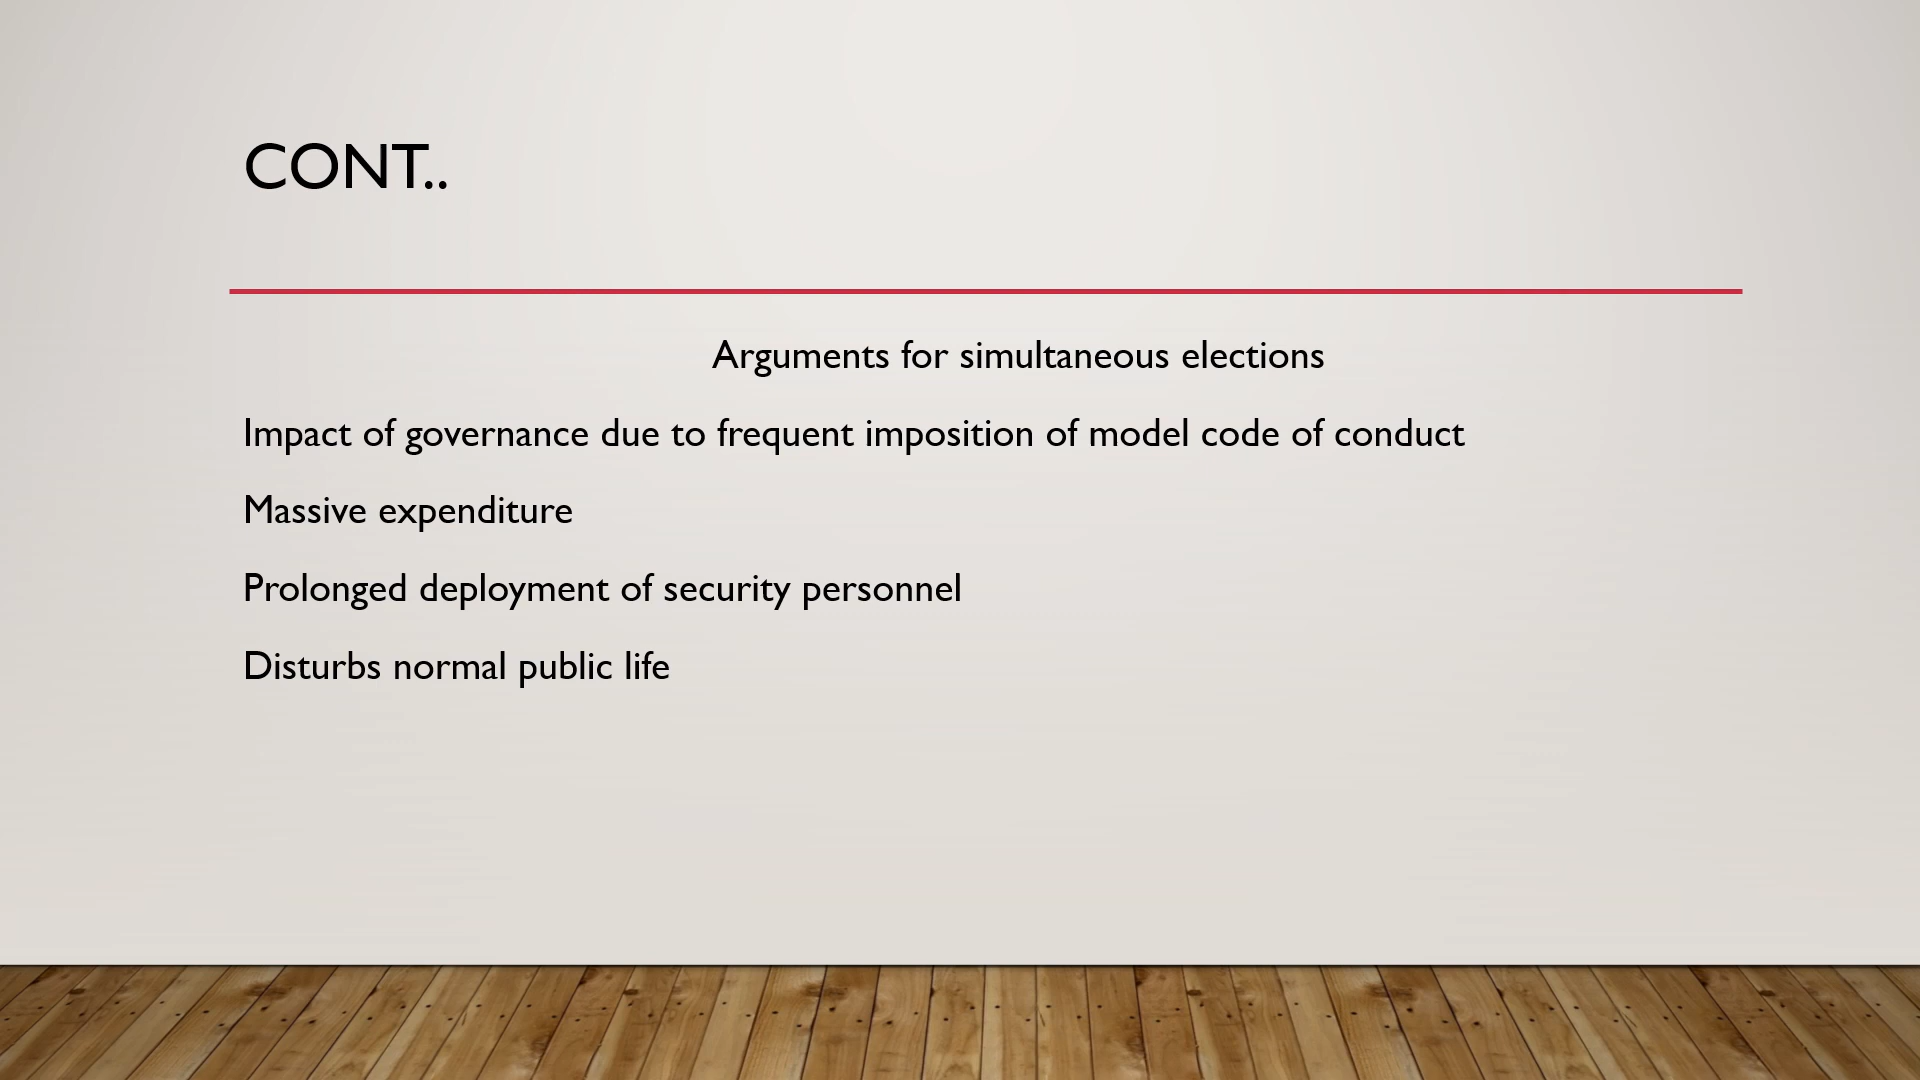 CONT..
Arguments for simultaneous elections
Impact of governance due to frequent imposition of model code of conduct
Massive expenditure
Prolonged deployment of security personnel
Disturbs normal public life